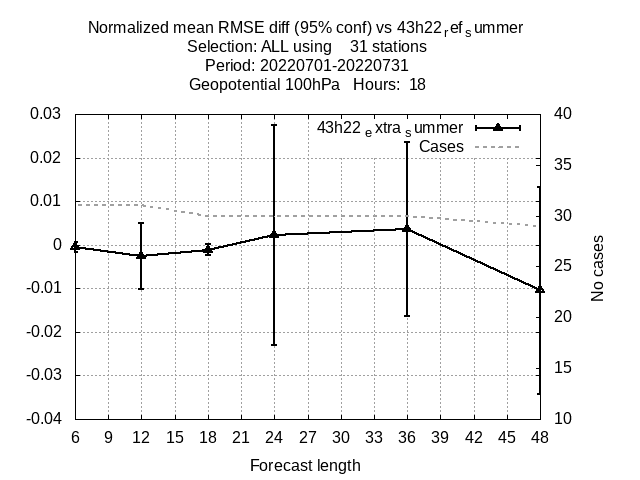 Normalized mean RMSE diff (95% conf) vs 43h22refsummer
Selection: ALL using 31 stations
Period: 20220701-20220731
Geopotential 100hPa Hours: 18
43h22extrasummer
Cases
0.03
0.02
0.01
0
-0.01
-0.02
-0.03
-0.04
40
35
30
25
20
15
10
No cases
6 9 12 15 18 21 24 27 30 33 36 39 42 45 48
Forecast length